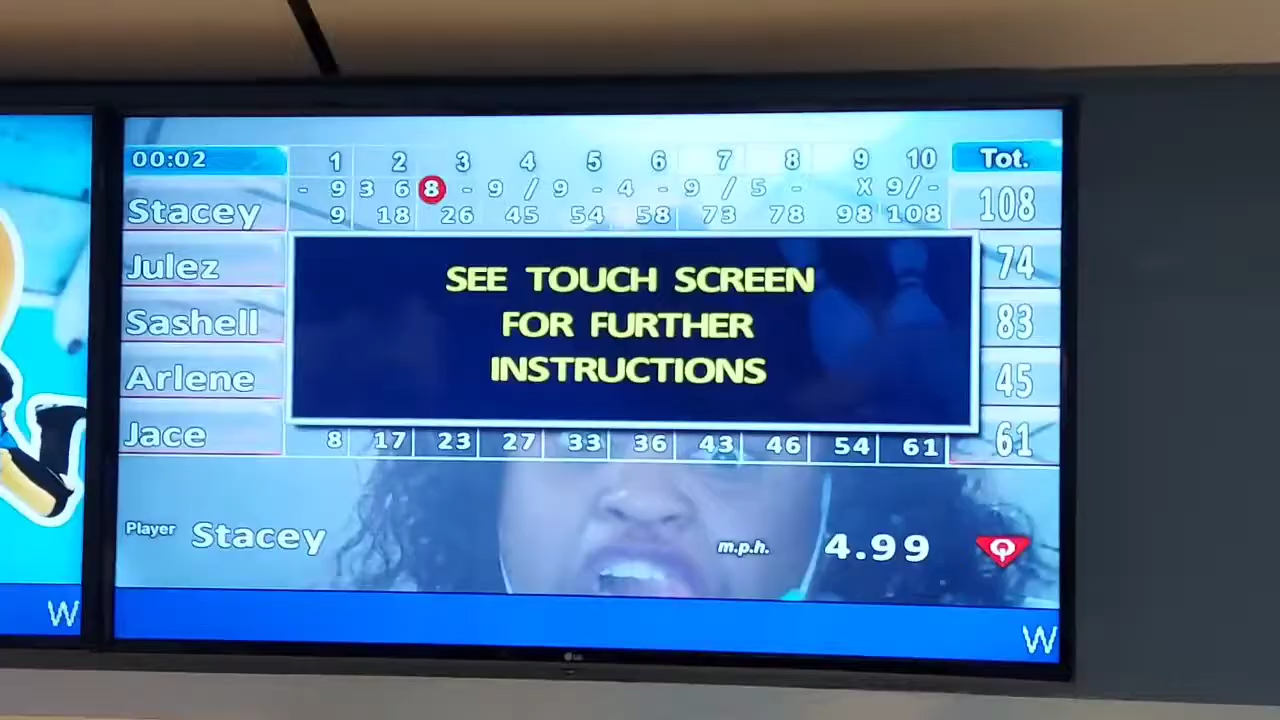 00:02 1 2 3 4 5 6 7 8 9 10 Tot.
- 9 3 6 8 - 9 / 9 - 4 - 9 / 5 - X 9/-
Stacey 9 18 26 45 54 58 73 78 98 108 108
Julez 74
Sashell 83
Arlene 45
Jace 8 17 23 27 33 36 43 46 54 61 61
SEE TOUCH SCREEN
FOR FURTHER
INSTRUCTIONS
Player Stacey m.p.h. 4.99
W W
LG